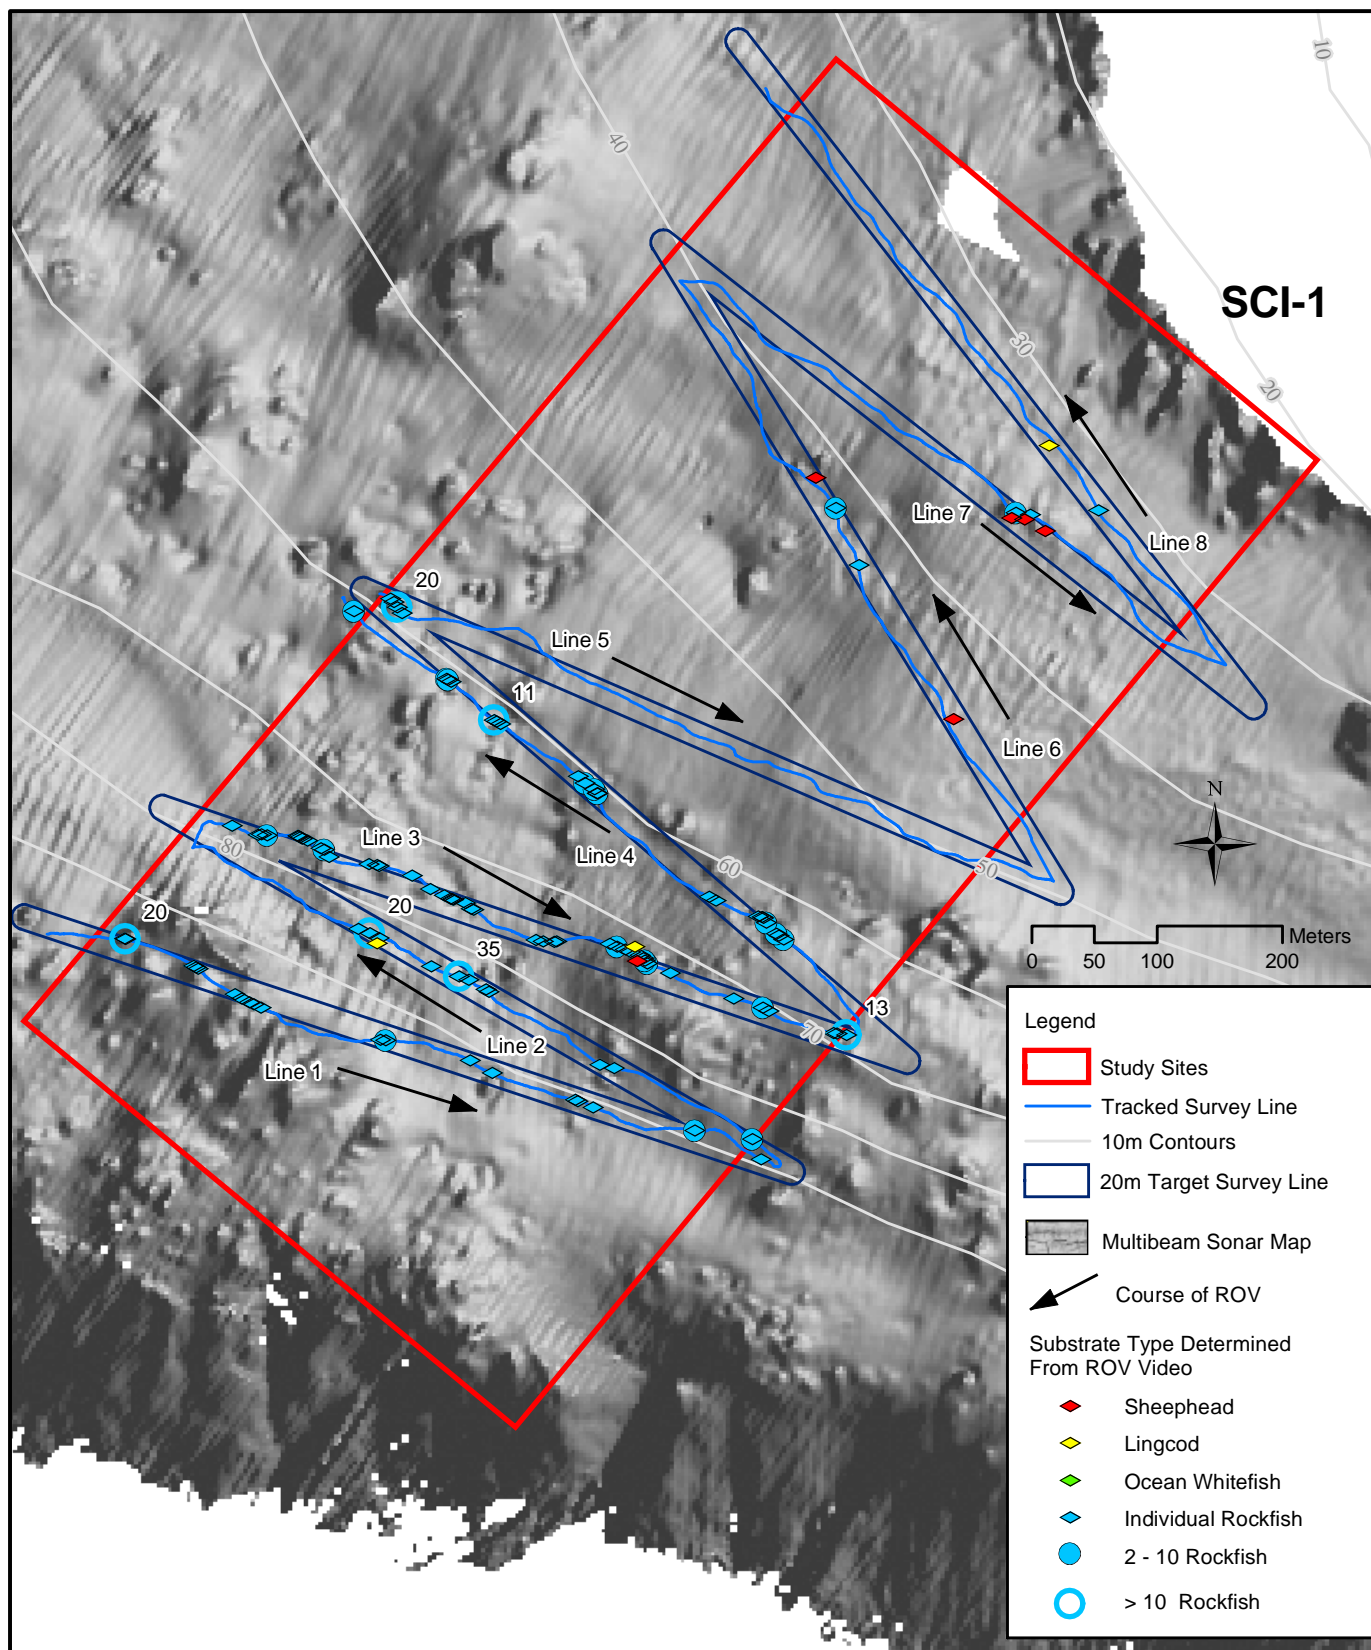 10
40
SCI-1
30
20
Line 7
Line 8
20
Line 5
11
Line 6
N
Line 3
Line 4
60
50
80
20
20
35
Meters
0 50 100 200
13
70
Line 2
Line 1
Legend
Study Sites
Tracked Survey Line
10m Contours
20m Target Survey Line
Multibeam Sonar Map
Course of ROV
Substrate Type Determined
From ROV Video
Sheephead
Lingcod
Ocean Whitefish
Individual Rockfish
2 - 10 Rockfish
> 10 Rockfish